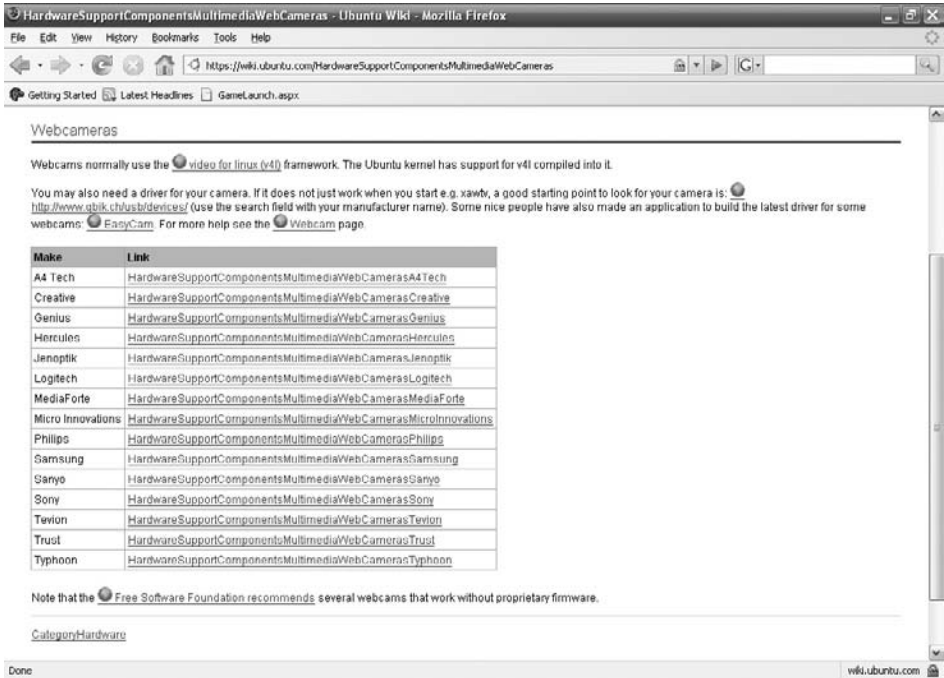 HardwareSupportComponentsMultimediaWebCameras - Ubuntu Wiki - Mozilla Firefox
File Edit View History Bookmarks Tools Help
https://wiki.ubuntu.com/HardwareSupportComponentsMultimediaWebCameras
Getting Started Latest Headlines GameLaunch.aspx
Webcameras
Webcams normally use the video for linux (v4l) framework. The Ubuntu kernel has support for v4l compiled into it.
You may also need a driver for your camera. If it does not just work when you start e.g. xawtv, a good starting point to look for your camera is:
http://www.qbik.ch/usb/devices/ (use the search field with your manufacturer name). Some nice people have also made an application to build the latest driver for some
webcams: EasyCam. For more help see the Webcam page.
Make Link
A4 Tech HardwareSupportComponentsMultimediaWebCamerasA4Tech
Creative HardwareSupportComponentsMultimediaWebCamerasCreative
Genius HardwareSupportComponentsMultimediaWebCamerasGenius
Hercules HardwareSupportComponentsMultimediaWebCamerasHercules
Jenoptik HardwareSupportComponentsMultimediaWebCamerasJenoptik
Logitech HardwareSupportComponentsMultimediaWebCamerasLogitech
MediaForte HardwareSupportComponentsMultimediaWebCamerasMediaForte
Micro Innovations HardwareSupportComponentsMultimediaWebCamerasMicroInnovations
Philips HardwareSupportComponentsMultimediaWebCamerasPhilips
Samsung HardwareSupportComponentsMultimediaWebCamerasSamsung
Sanyo HardwareSupportComponentsMultimediaWebCamerasSanyo
Sony HardwareSupportComponentsMultimediaWebCamerasSony
Tevion HardwareSupportComponentsMultimediaWebCamerasTevion
Trust HardwareSupportComponentsMultimediaWebCamerasTrust
Typhoon HardwareSupportComponentsMultimediaWebCamerasTyphoon
Note that the Free Software Foundation recommends several webcams that work without proprietary firmware.
CategoryHardware
Done wiki.ubuntu.com